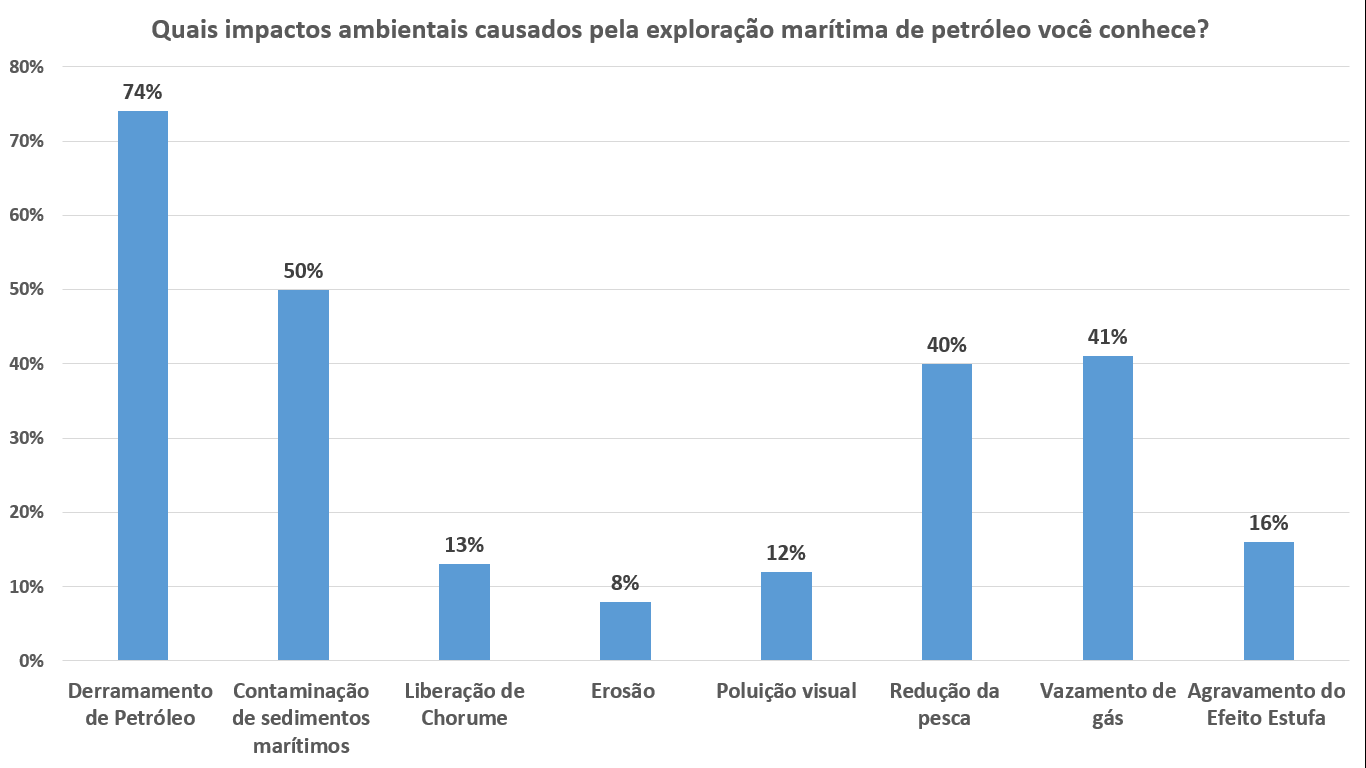 Quais impactos ambientais causados pela exploração marítima de petróleo você conhece?
80%
70%
60%
50%
40%
30%
20%
10%
0%
74%
50%
13%
8%
12%
40%
41%
16%
Derramamento
de Petróleo
Contaminação
de sedimentos
marítimos
Liberação de
Chorume
Erosão
Poluição visual
Redução da
pesca
Vazamento de
gás
Agravamento do
Efeito Estufa